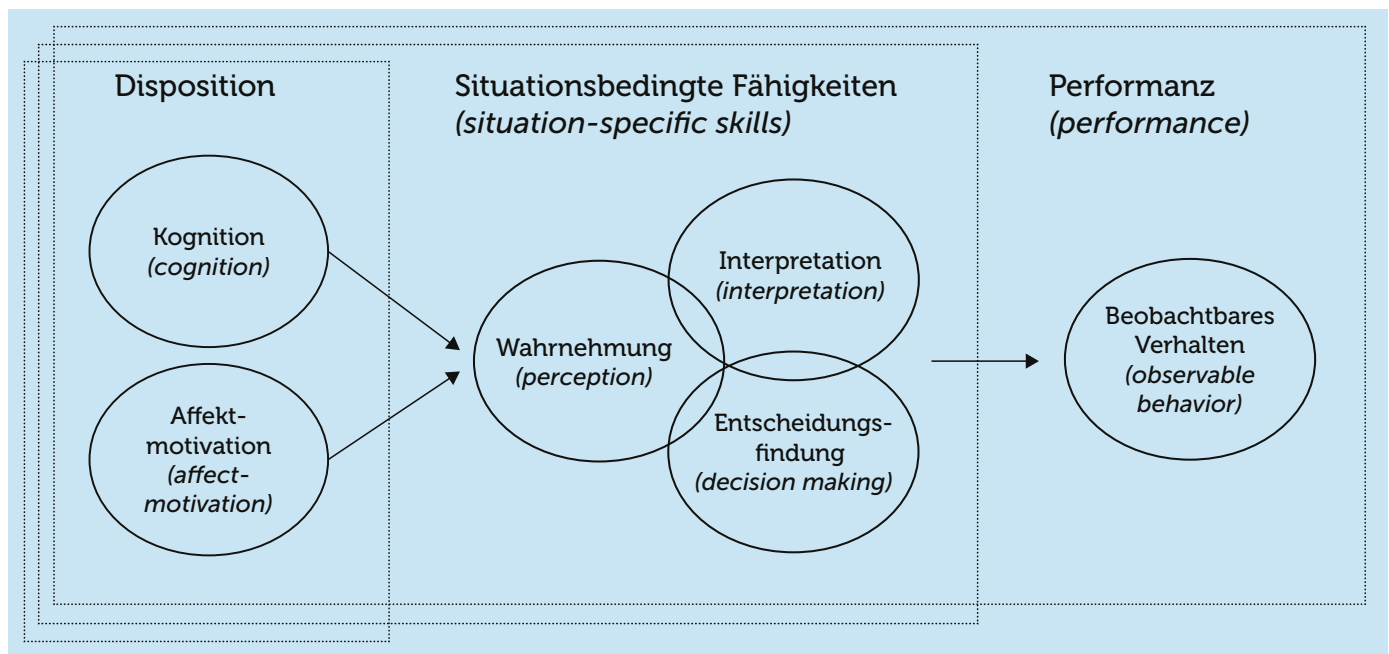 Disposition
Situationsbedingte Fähigkeiten
(situation-specific skills)
Performanz
(performance)
Kognition
(cognition)
Affekt-
motivation
(affect-
motivation)
Wahrnehmung
(perception)
Interpretation
(interpretation)
Entscheidungs-
findung
(decision making)
Beobachtbares
Verhalten
(observable
behavior)